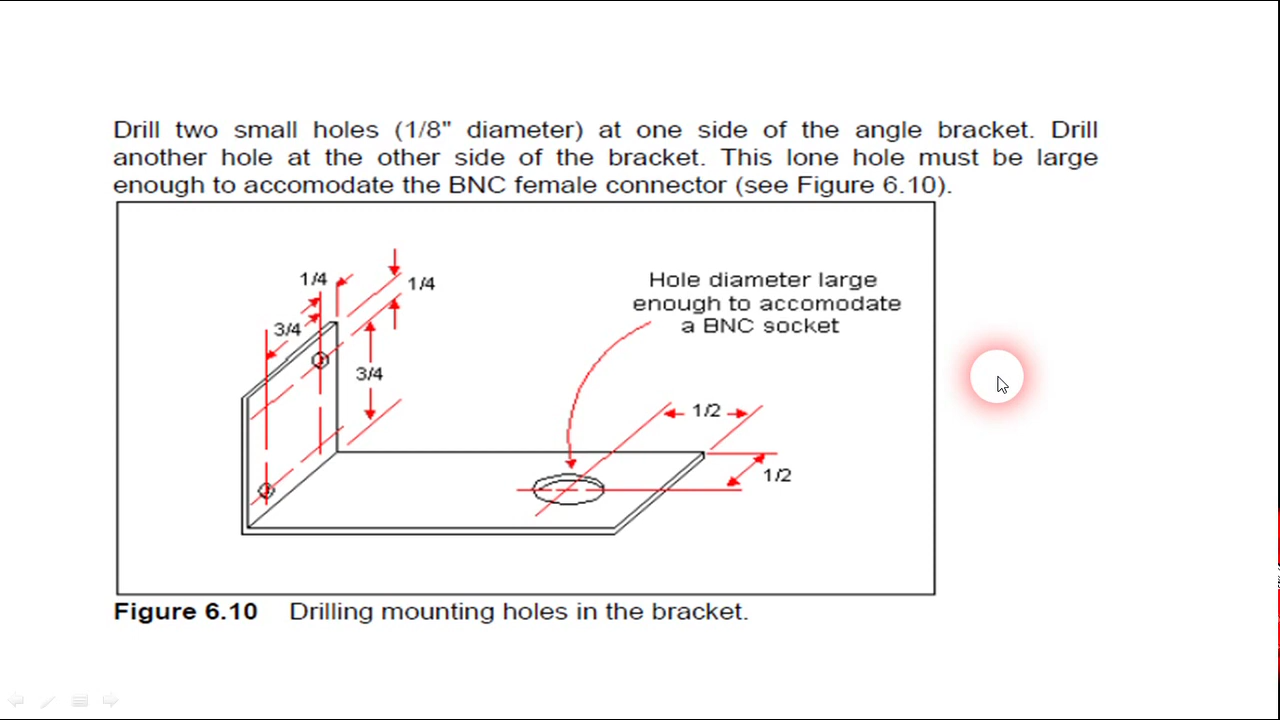 Drill two small holes (1/8" diameter) at one side of the angle bracket. Drill
another hole at the other side of the bracket. This lone hole must be large
enough to accomodate the BNC female connector (see Figure 6.10).
1/4
1/4
3/4
3/4
Hole diameter large
enough to accomodate
a BNC socket
1/2
1/2
Figure 6.10 Drilling mounting holes in the bracket.